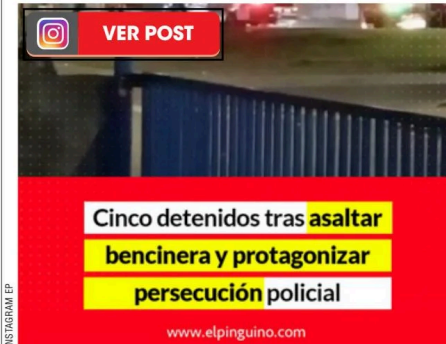 VER POST
Cinco detenidos tras asaltar
bencinera y protagonizar
persecución policial
www.elpinguino.com
INSTAGRAM EP